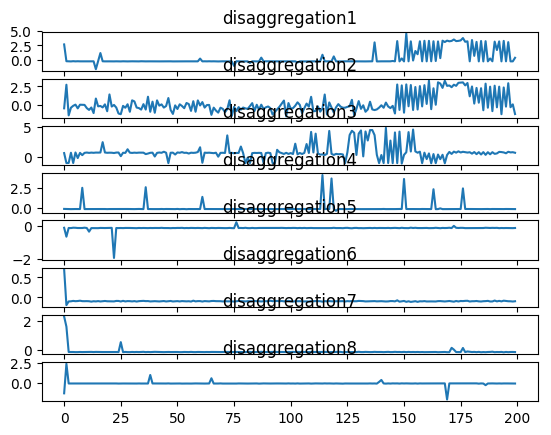 disaggregation1
5.0
2.5
0.0
disaggregation2
2.5
0.0
disaggregation3
5
0
disaggregation4
2.5
0.0
disaggregation5
0
−2
disaggregation6
0.5
0.0
disaggregation7
2
0
disaggregation8
2.5
0.0
0 25 50 75 100 125 150 175 200